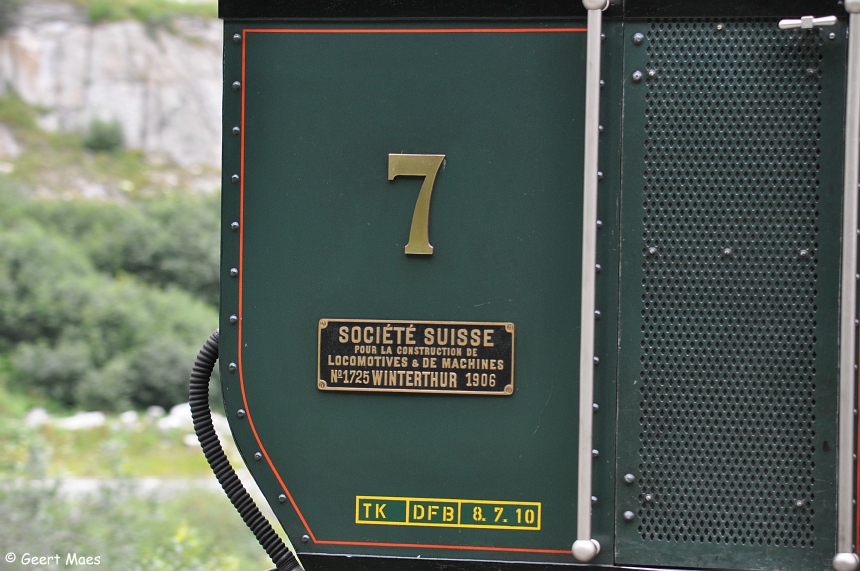 7
SOCIÉTÉ SUISSE
POUR LA CONSTRUCTION DE
LOCOMOTIVES & DE MACHINES
Nº1725 WINTERTHUR 1906
TK DFB 8.7.10
© Geert Maes